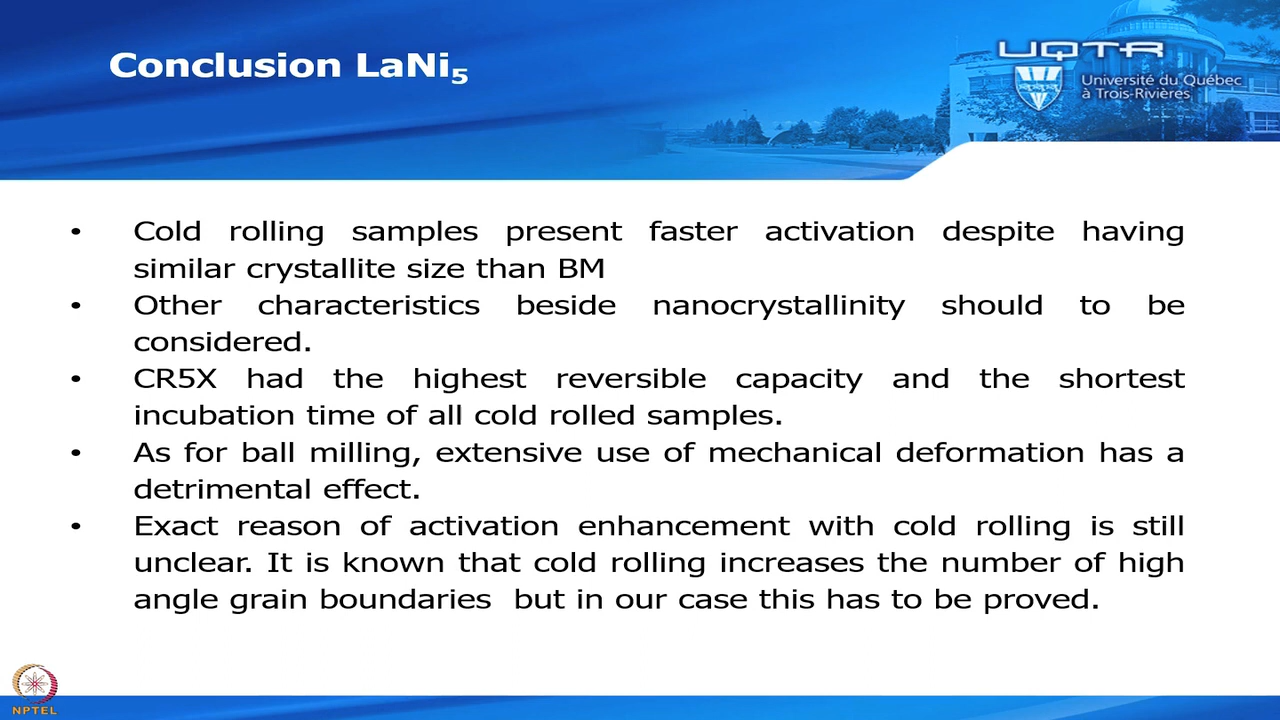 Conclusion LaNi₅
UQTR
Université du Québec
à Trois-Rivières
• Cold rolling samples present faster activation despite having
similar crystallite size than BM
• Other characteristics beside nanocrystallinity should to be
considered.
• CR5X had the highest reversible capacity and the shortest
incubation time of all cold rolled samples.
• As for ball milling, extensive use of mechanical deformation has a
detrimental effect.
• Exact reason of activation enhancement with cold rolling is still
unclear. It is known that cold rolling increases the number of high
angle grain boundaries but in our case this has to be proved.
NPTEL